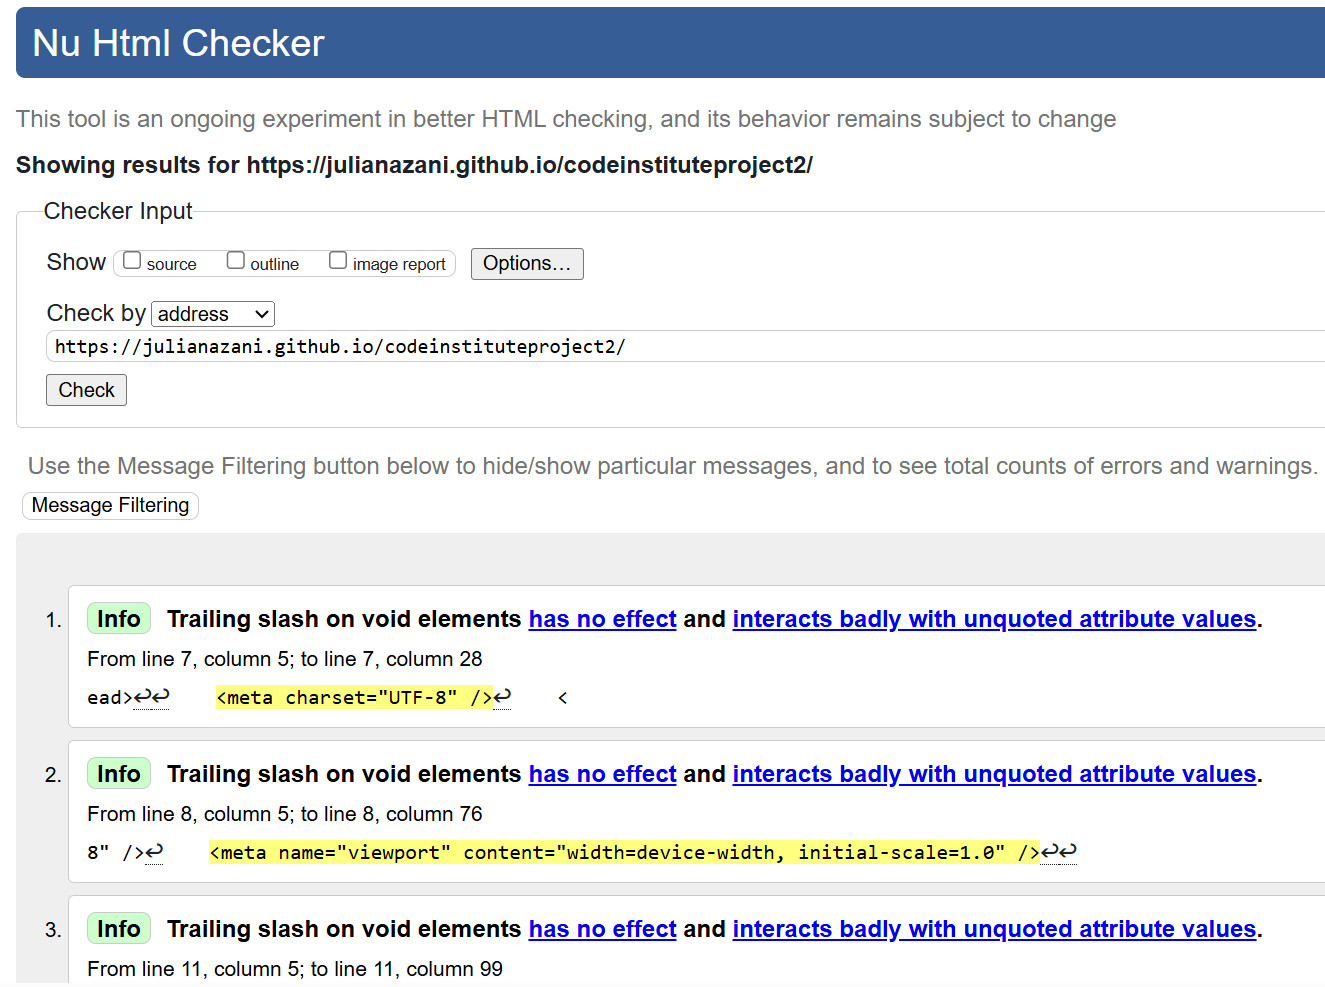 Nu Html Checker
This tool is an ongoing experiment in better HTML checking, and its behavior remains subject to change
Showing results for https://julianazani.github.io/codeinstituteproject2/
Checker Input
Show source outline image report Options...
Check by address
https://julianazani.github.io/codeinstituteproject2/
Check
Use the Message Filtering button below to hide/show particular messages, and to see total counts of errors and warnings.
Message Filtering
1. Info Trailing slash on void elements has no effect and interacts badly with unquoted attribute values.
From line 7, column 5; to line 7, column 28
ead>↩↩ <meta charset="UTF-8" />↩ <
2. Info Trailing slash on void elements has no effect and interacts badly with unquoted attribute values.
From line 8, column 5; to line 8, column 76
8" />↩ <meta name="viewport" content="width=device-width, initial-scale=1.0" />↩↩
3. Info Trailing slash on void elements has no effect and interacts badly with unquoted attribute values.
From line 11, column 5; to line 11, column 99